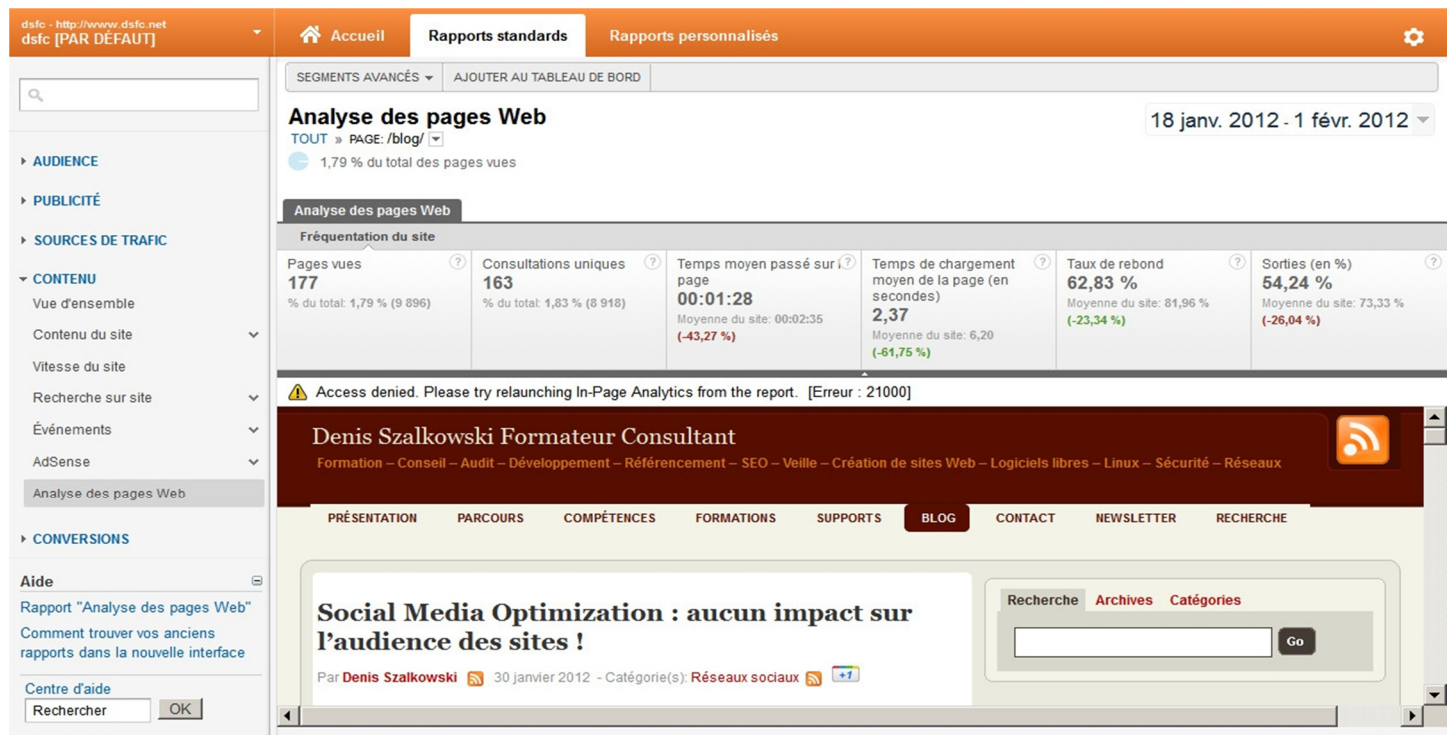 dsfc - http://www.dsfc.net
dsfc [PAR DÉFAUT]
Accueil
Rapports standards
Rapports personnalisés
SEGMENTS AVANCÉS
AJOUTER AU TABLEAU DE BORD
Analyse des pages Web
18 janv. 2012 - 1 févr. 2012
TOUT » PAGE: /blog/
1,79 % du total des pages vues
AUDIENCE
PUBLICITÉ
SOURCES DE TRAFIC
CONTENU
Vue d'ensemble
Contenu du site
Vitesse du site
Recherche sur site
Événements
AdSense
Analyse des pages Web
CONVERSIONS
Aide
Rapport "Analyse des pages Web"
Comment trouver vos anciens
rapports dans la nouvelle interface
Centre d'aide
Rechercher
OK
Analyse des pages Web
Fréquentation du site
Pages vues
177
% du total: 1,79 % (9 896)
Consultations uniques
163
% du total: 1,83 % (8 918)
Temps moyen passé sur
page
00:01:28
Moyenne du site: 00:02:35
(-43,27 %)
Temps de chargement
moyen de la page (en
secondes)
2,37
Moyenne du site: 6,20
(-61,75 %)
Taux de rebond
62,83 %
Moyenne du site: 81,96 %
(-23,34 %)
Sorties (en %)
54,24 %
Moyenne du site: 73,33 %
(-26,04 %)
Access denied. Please try relaunching In-Page Analytics from the report. [Erreur : 21000]
Denis Szalkowski Formateur Consultant
Formation – Conseil – Audit – Développement – Référencement – SEO – Veille – Création de sites Web – Logiciels libres – Linux – Sécurité – Réseaux
PRÉSENTATION
PARCOURS
COMPÉTENCES
FORMATIONS
SUPPORTS
BLOG
CONTACT
NEWSLETTER
RECHERCHE
Social Media Optimization : aucun impact sur
l'audience des sites !
Par Denis Szalkowski 30 janvier 2012 - Catégorie(s): Réseaux sociaux +1
Recherche Archives Catégories
Go